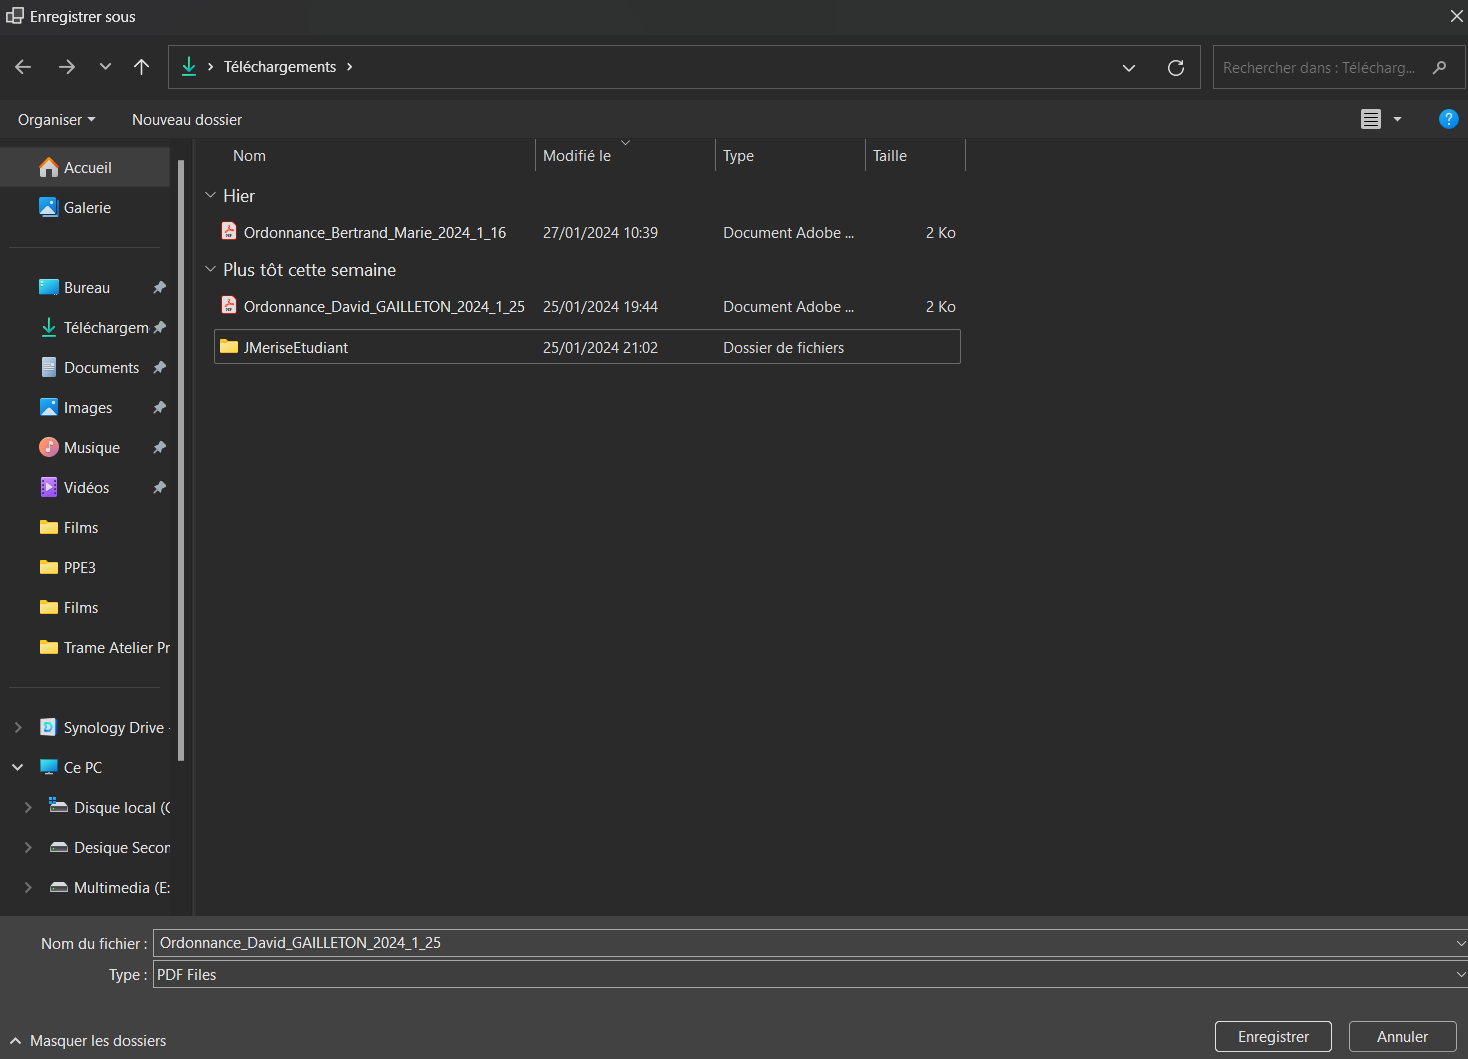 Enregistrer sous
Téléchargements
Rechercher dans : Télécharg...
Organiser
Nouveau dossier
?
Accueil
Galerie
Bureau
Téléchargem
Documents
Images
Musique
Vidéos
Films
PPE3
Films
Trame Atelier Pr
Synology Drive -
Ce PC
Disque local (C
Desique Secon
Multimedia (E:
Nom Modifié le Type Taille
Hier
Ordonnance_Bertrand_Marie_2024_1_16 27/01/2024 10:39 Document Adobe ... 2 Ko
Plus tôt cette semaine
Ordonnance_David_GAILLETON_2024_1_25 25/01/2024 19:44 Document Adobe ... 2 Ko
JMeriseEtudiant 25/01/2024 21:02 Dossier de fichiers
Nom du fichier : Ordonnance_David_GAILLETON_2024_1_25
Type : PDF Files
Masquer les dossiers
Enregistrer
Annuler